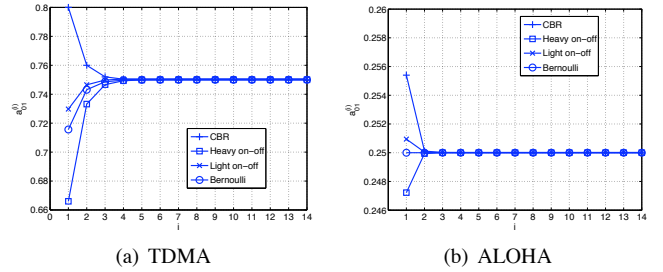 0.8
0.78
0.76
0.74
0.72
0.7
0.68
0.66
a01(i)
0 1 2 3 4 5 6 7 8 9 10 11 12 13 14
i
CBR
Heavy on−off
Light on−off
Bernoulli
(a) TDMA
0.26
0.258
0.256
0.254
0.252
0.250
0.248
0.246
a01(i)
0 1 2 3 4 5 6 7 8 9 10 11 12 13 14
i
CBR
Heavy on−off
Light on−off
Bernoulli
(b) ALOHA